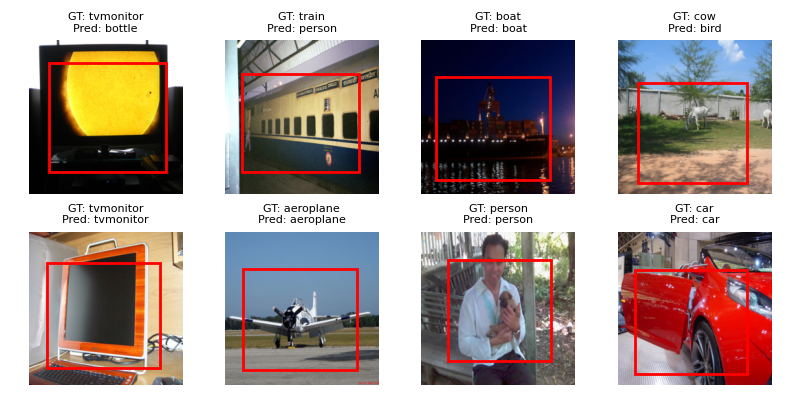 GT: tvmonitor
Pred: bottle
GT: train
Pred: person
GT: boat
Pred: boat
GT: cow
Pred: bird
GT: tvmonitor
Pred: tvmonitor
GT: aeroplane
Pred: aeroplane
GT: person
Pred: person
GT: car
Pred: car